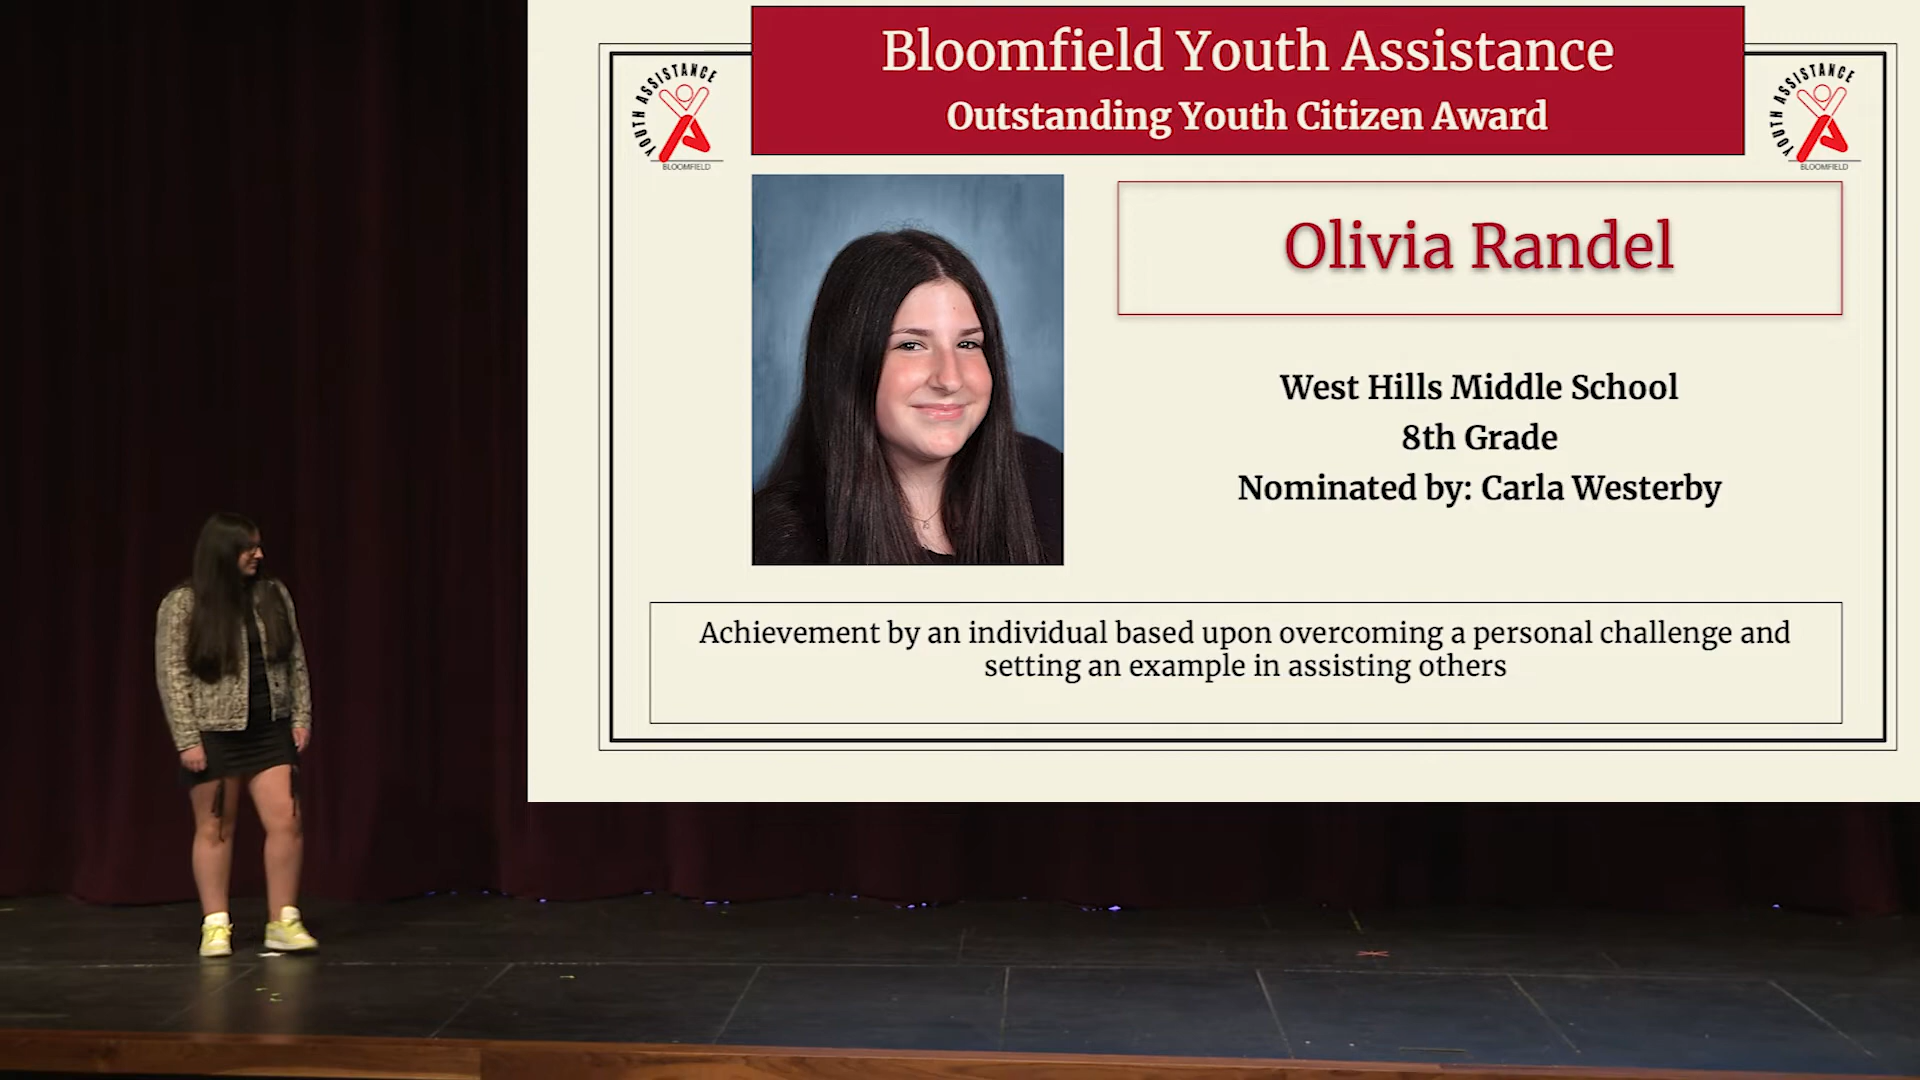 Bloomfield Youth Assistance
Outstanding Youth Citizen Award
YOUTH ASSISTANCE
BLOOMFIELD
YOUTH ASSISTANCE
BLOOMFIELD
Olivia Randel
West Hills Middle School
8th Grade
Nominated by: Carla Westerby
Achievement by an individual based upon overcoming a personal challenge and
setting an example in assisting others